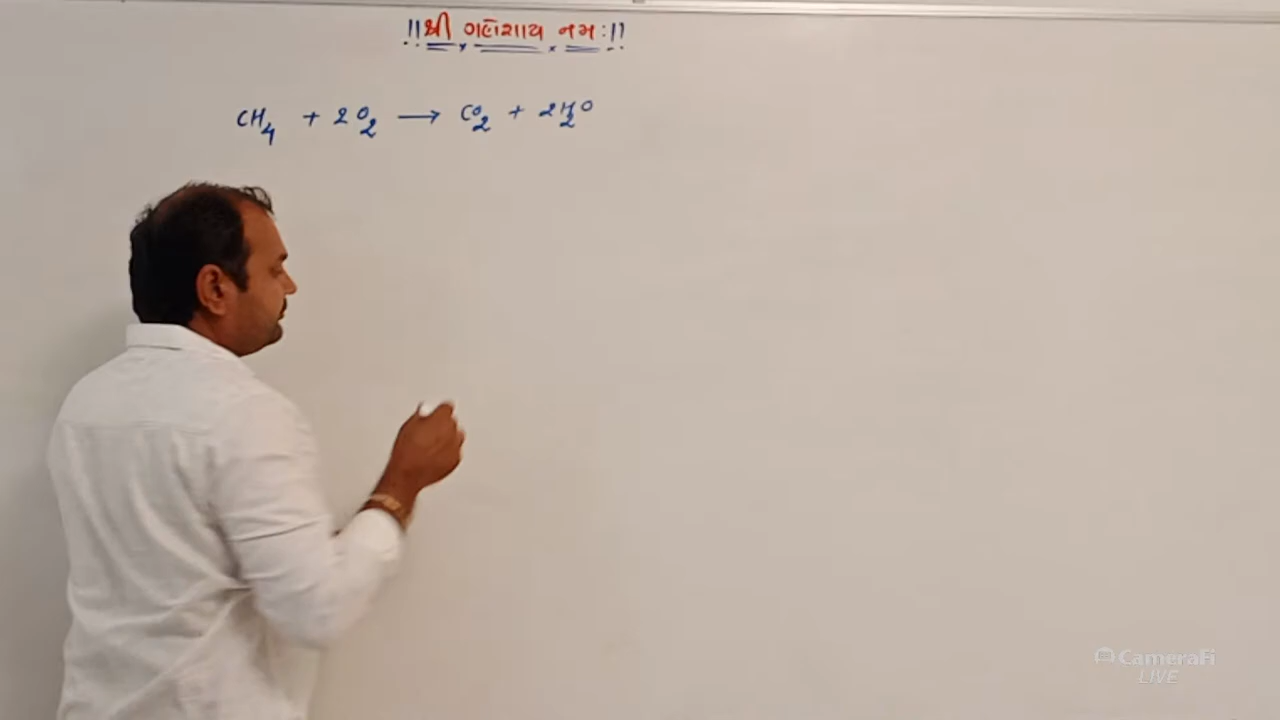 !!શ્રી ગણેશાય નમ:!!
CH₄ + 2O₂ → CO₂ + 2H₂O
CameraFi
LIVE